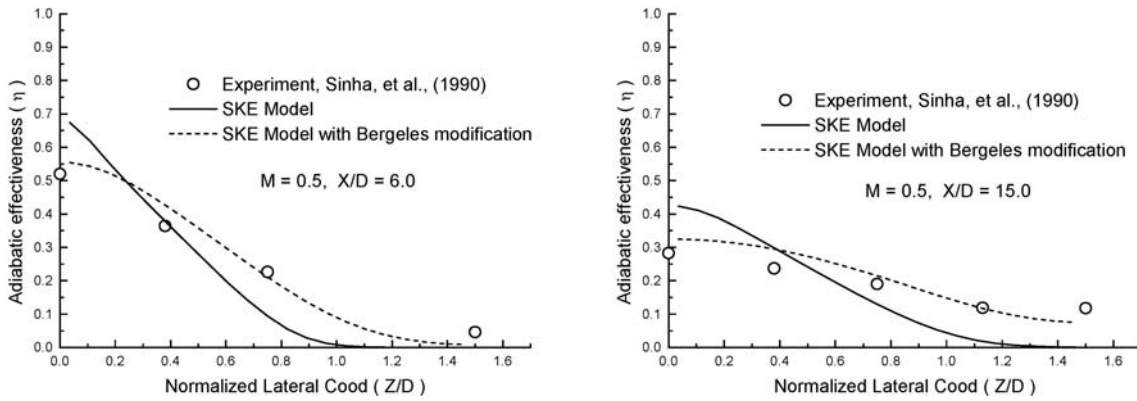 1.0
0.9
0.8
0.7
0.6
0.5
0.4
0.3
0.2
0.1
0.0
Adiabatic effectiveness ( η )
Experiment, Sinha, et al., (1990)
SKE Model
SKE Model with Bergeles modification
M = 0.5, X/D = 6.0
0.0 0.2 0.4 0.6 0.8 1.0 1.2 1.4 1.6
Normalized Lateral Cood ( Z/D )
1.0
0.9
0.8
0.7
0.6
0.5
0.4
0.3
0.2
0.1
0.0
Adiabatic effectiveness ( η )
Experiment, Sinha, et al., (1990)
SKE Model
SKE Model with Bergeles modification
M = 0.5, X/D = 15.0
0.0 0.2 0.4 0.6 0.8 1.0 1.2 1.4 1.6
Normalized Lateral Cood ( Z/D )